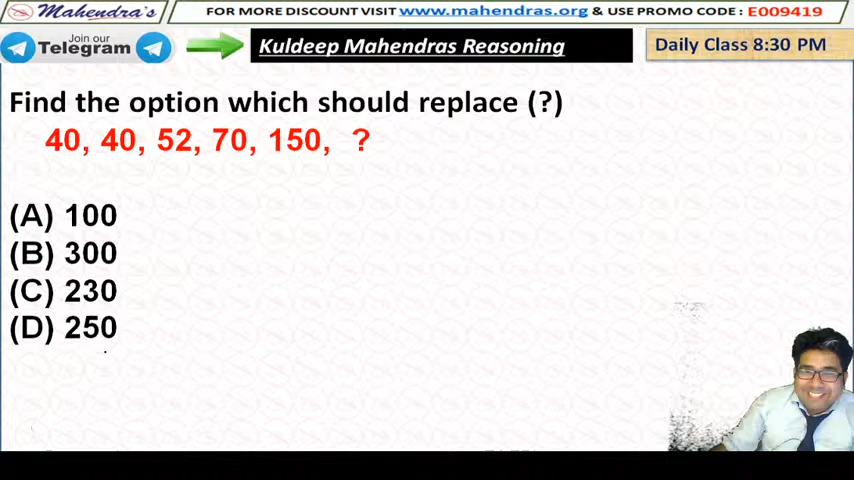 Mahendra's
FOR MORE DISCOUNT VISIT www.mahendras.org & USE PROMO CODE : E009419
Join our
Telegram
Kuldeep Mahendras Reasoning
Daily Class 8:30 PM
Find the option which should replace (?)
40, 40, 52, 70, 150, ?
(A) 100
(B) 300
(C) 230
(D) 250